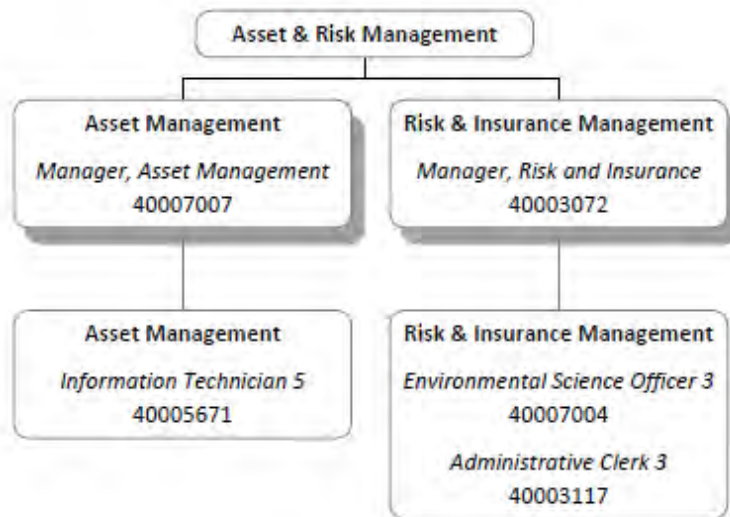 Asset & Risk Management
Asset Management
Manager, Asset Management
40007007
Risk & Insurance Management
Manager, Risk and Insurance
40003072
Asset Management
Information Technician 5
40005671
Risk & Insurance Management
Environmental Science Officer 3
40007004
Administrative Clerk 3
40003117